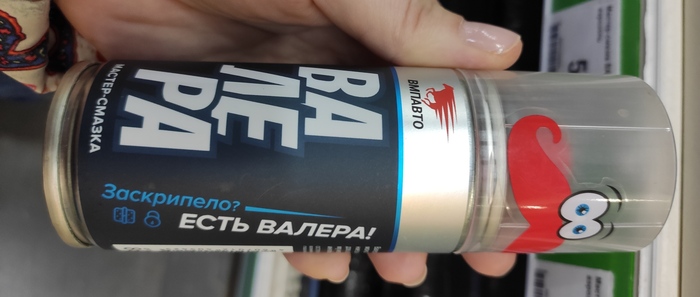 ВМПАВТО
ВА
ЛЕ
РА
МАСТЕР-СМАЗКА
Заскрипело?
ЕСТЬ ВАЛЕРА!